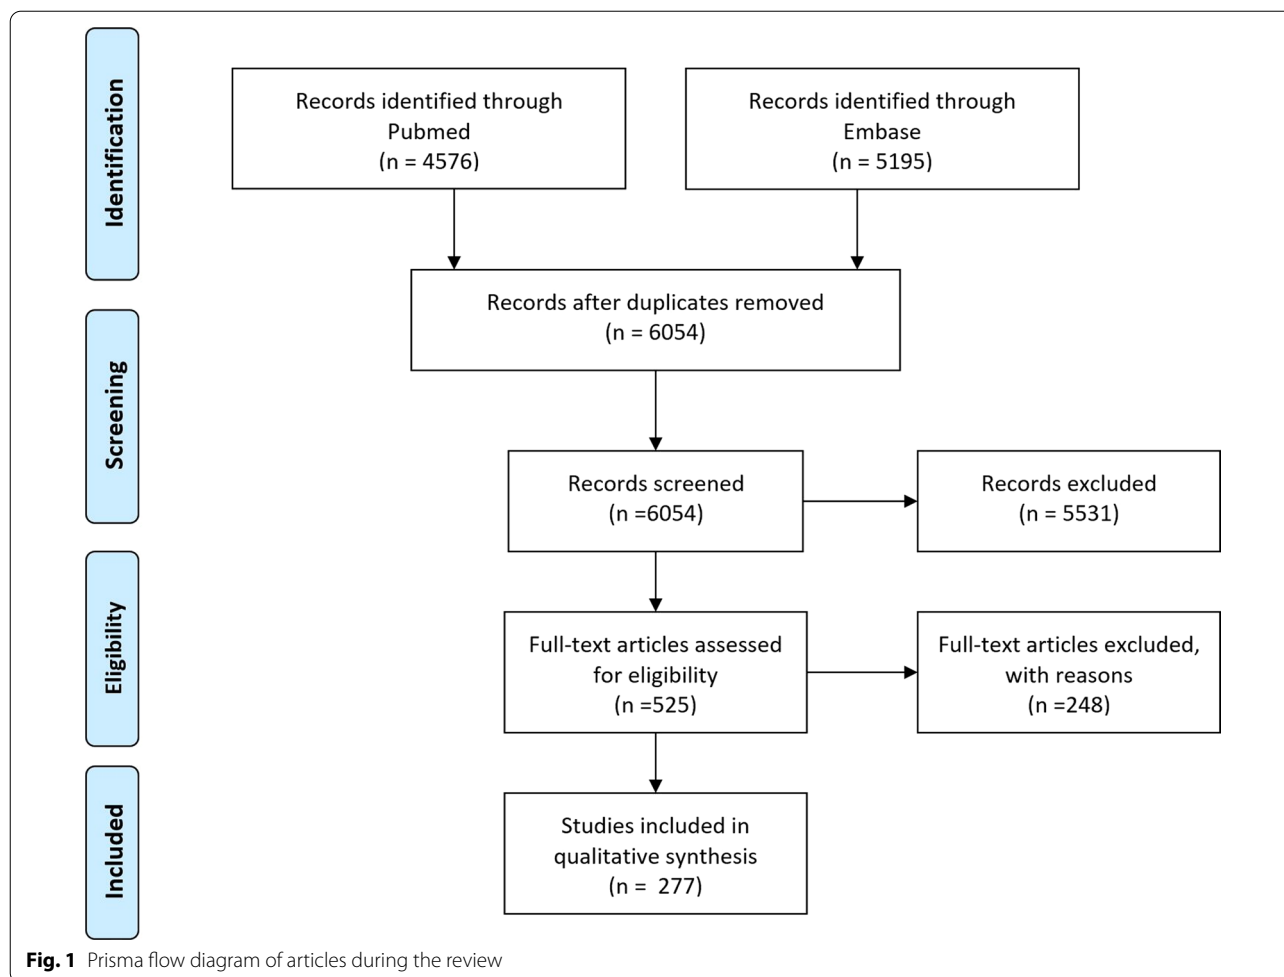 Identification
Records identified through
Pubmed
(n = 4576)
Records identified through
Embase
(n = 5195)
Records after duplicates removed
(n = 6054)
Screening
Records screened
(n =6054)
Records excluded
(n = 5531)
Eligibility
Full-text articles assessed
for eligibility
(n =525)
Full-text articles excluded,
with reasons
(n =248)
Included
Studies included in
qualitative synthesis
(n = 277)
Fig. 1 Prisma flow diagram of articles during the review